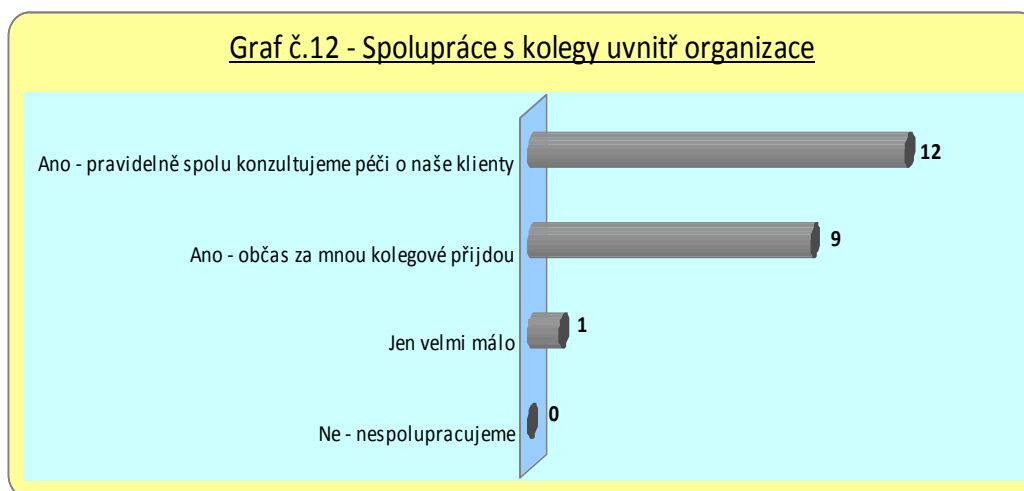 Graf č.12 - Spolupráce s kolegy uvnitř organizace
Ano - pravidelně spolu konzultujeme péči o naše klienty
12
Ano - občas za mnou kolegové přijdou
9
Jen velmi málo
1
Ne - nespolupracujeme
0